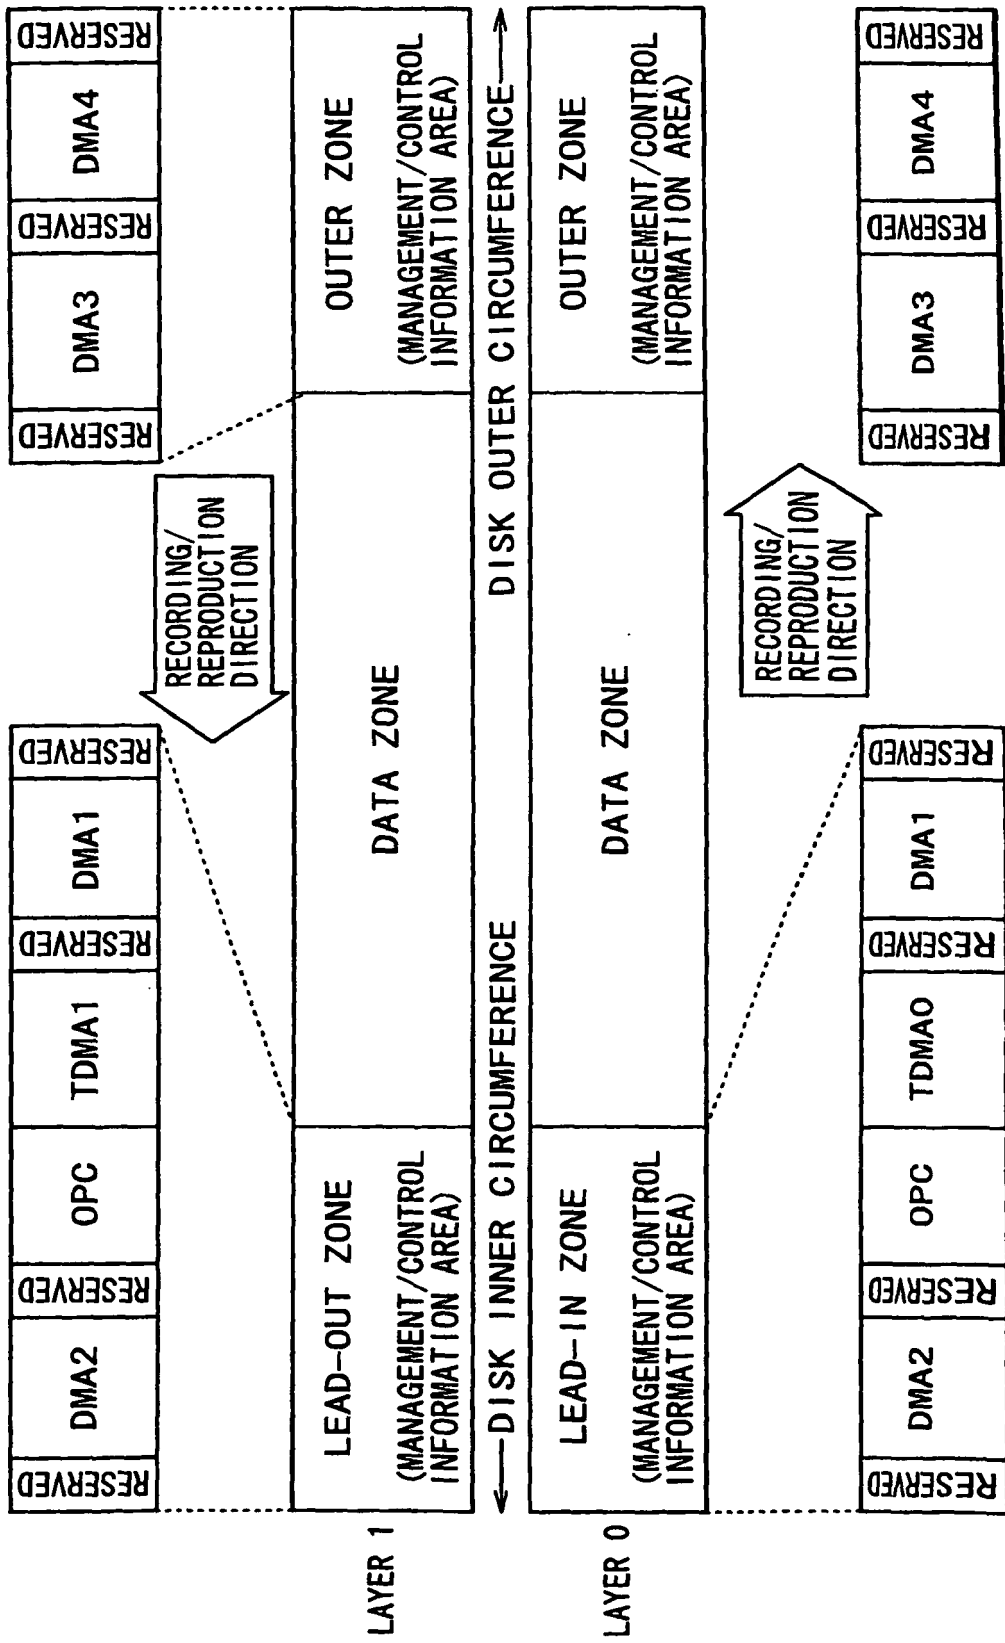 RESERVED
DMA2
RESERVED
OPC
TDMA1
RESERVED
DMA1
RESERVED
RESERVED
DMA3
RESERVED
DMA4
RESERVED
RECORDING/
REPRODUCTION
DIRECTION
LAYER 1
LEAD-OUT ZONE
(MANAGEMENT/CONTROL
INFORMATION AREA)
DATA ZONE
OUTER ZONE
(MANAGEMENT/CONTROL
INFORMATION AREA)
DISK INNER CIRCUMFERENCE
DISK OUTER CIRCUMFERENCE
LAYER 0
LEAD-IN ZONE
(MANAGEMENT/CONTROL
INFORMATION AREA)
DATA ZONE
OUTER ZONE
(MANAGEMENT/CONTROL
INFORMATION AREA)
RECORDING/
REPRODUCTION
DIRECTION
RESERVED
DMA2
RESERVED
OPC
TDMA0
RESERVED
DMA1
RESERVED
RESERVED
DMA3
RESERVED
DMA4
RESERVED